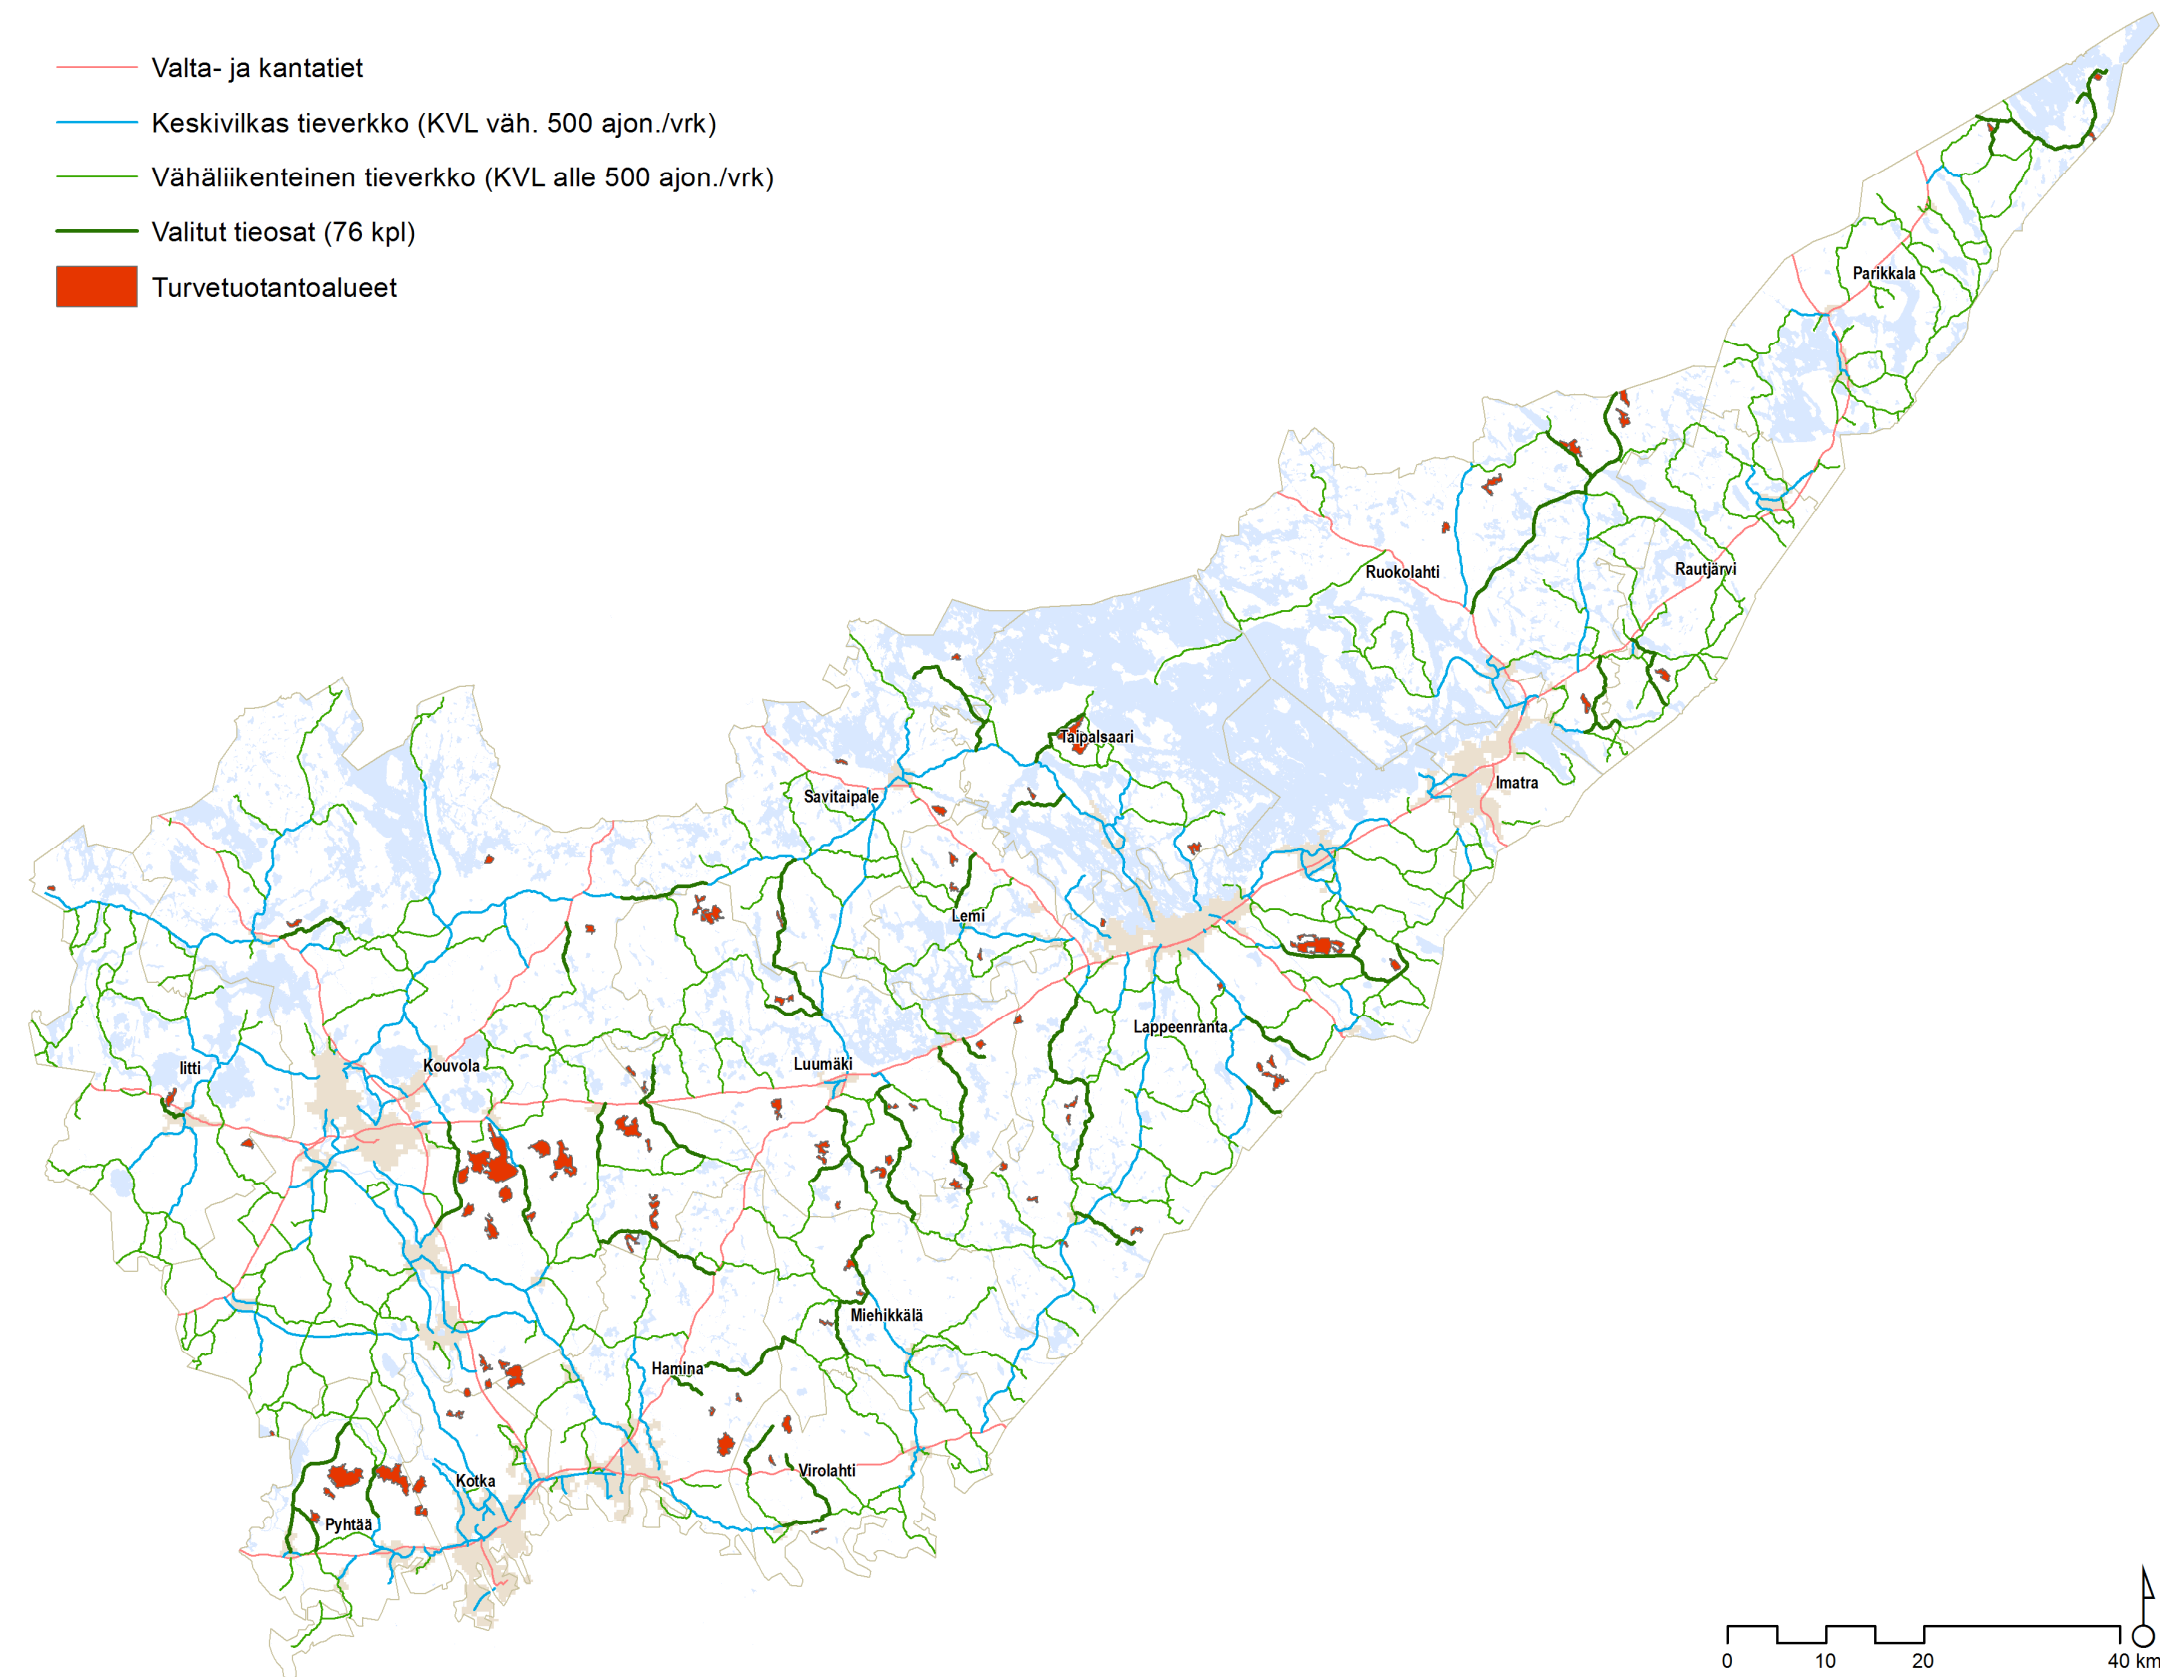 Valta- ja kantatiet
Keskivilkas tieverkko (KVL väh. 500 ajon./vrk)
Vähäliikenteinen tieverkko (KVL alle 500 ajon./vrk)
Valitut tieosat (76 kpl)
Turvetuotantoalueet
Parikkala
Ruokolahti
Rautjärvi
Taipalsaari
Imatra
Savitaipale
Lemi
Lappeenranta
Iitti
Kouvola
Luumäki
Miehikkälä
Hamina
Virolahti
Kotka
Pyhtää
0 10 20 40 km